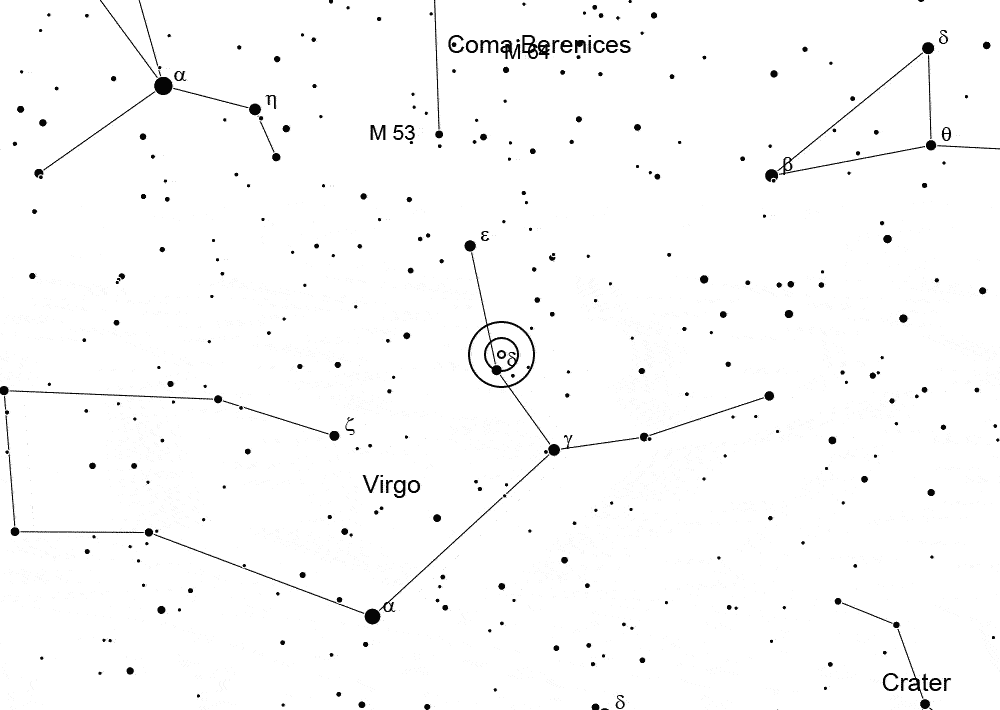 Coma Berenices
M 64
δ
α
η
M 53
θ
β
ε
δ
ζ
γ
Virgo
α
Crater
δ